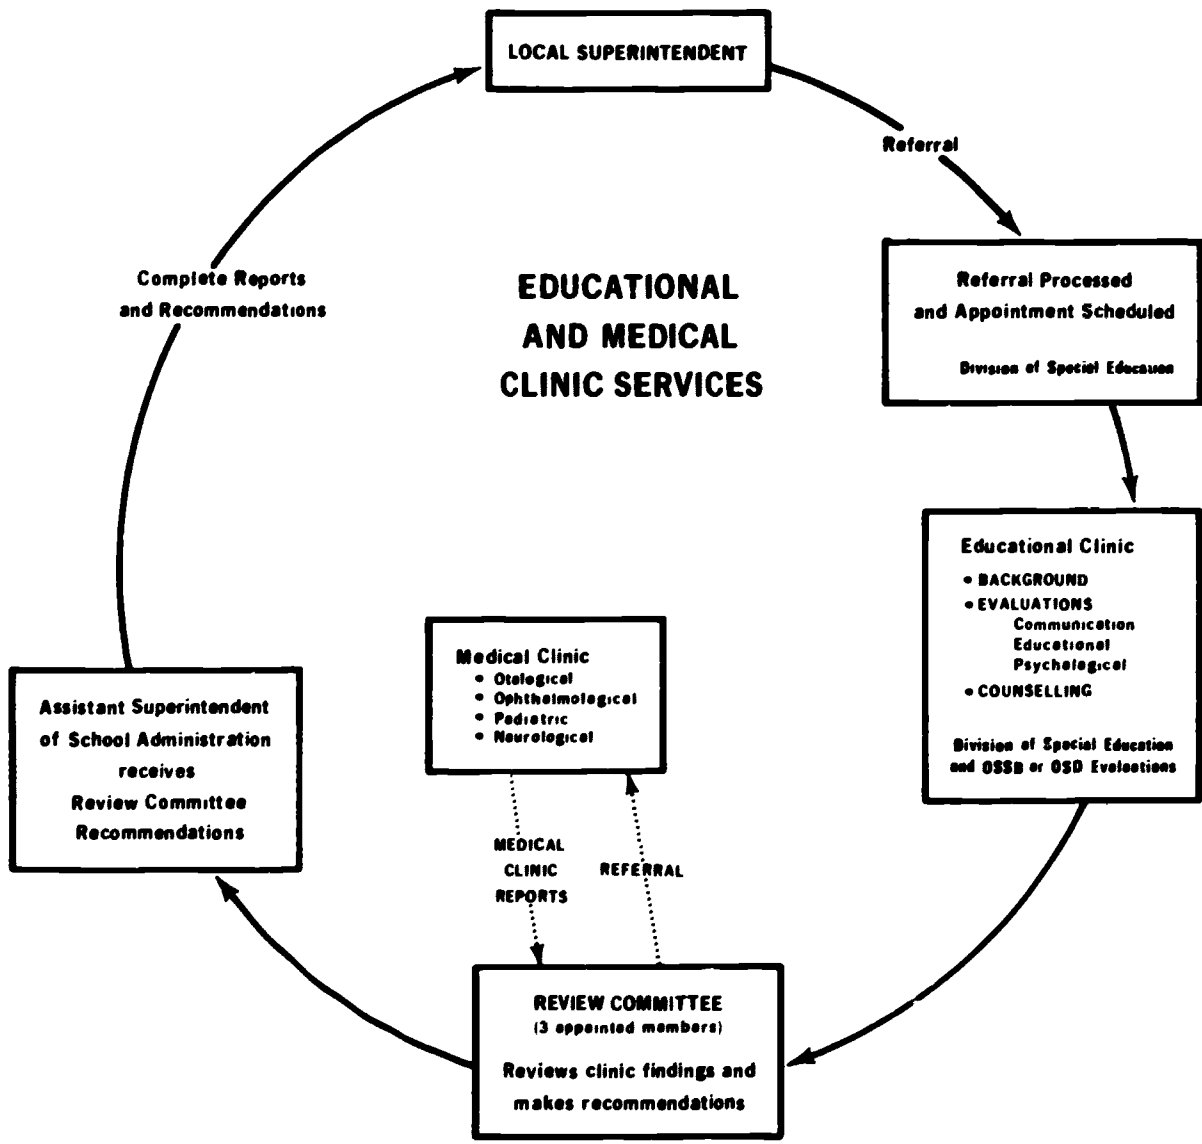 LOCAL SUPERINTENDENT
Referral
Referral Processed
and Appointment Scheduled
Division of Special Education
EDUCATIONAL
AND MEDICAL
CLINIC SERVICES
Complete Reports
and Recommendations
Educational Clinic
• BACKGROUND
• EVALUATIONS
Communication
Educational
Psychological
• COUNSELLING
Division of Special Education
and OSSB or OSD Evaluations
Medical Clinic
• Otological
• Ophthalmological
• Pediatric
• Neurological
Assistant Superintendent
of School Administration
receives
Review Committee
Recommendations
MEDICAL
CLINIC
REPORTS
REFERRAL
REVIEW COMMITTEE
(3 appointed members)
Reviews clinic findings and
makes recommendations